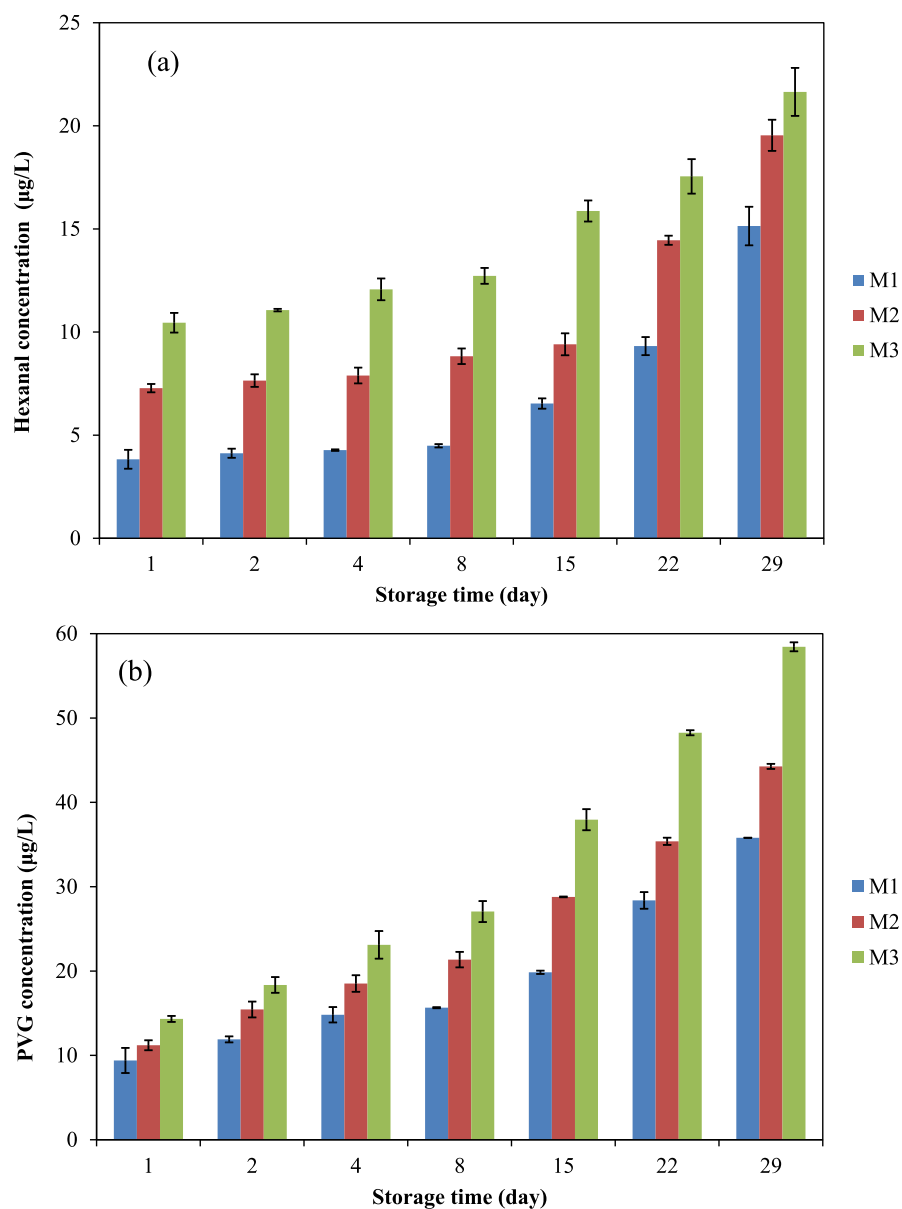 25
20
15
10
5
0
(a)
Hexanal concentration (µg/L)
1 2 4 8 15 22 29
Storage time (day)
M1
M2
M3
60
50
40
30
20
10
0
(b)
PVG concentration (µg/L)
1 2 4 8 15 22 29
Storage time (day)
M1
M2
M3